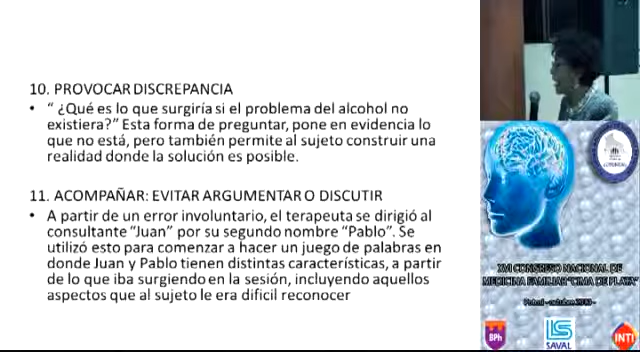 10. PROVOCAR DISCREPANCIA
• “ ¿Qué es lo que surgiría si el problema del alcohol no
existiera?” Esta forma de preguntar, pone en evidencia lo
que no está, pero también permite al sujeto construir una
realidad donde la solución es posible.
11. ACOMPAÑAR: EVITAR ARGUMENTAR O DISCUTIR
• A partir de un error involuntario, el terapeuta se dirigió al
consultante “Juan” por su segundo nombre “Pablo”. Se
utilizó esto para comenzar a hacer un juego de palabras en
donde Juan y Pablo tienen distintas características, a partir
de lo que iba surgiendo en la sesión, incluyendo aquellos
aspectos que al sujeto le era dificil reconocer
XVI CONGRESO NACIONAL DE
MEDICINA FAMILIAR "CIMA DE PLATA"
BPh
LS
SAVAL
INTI